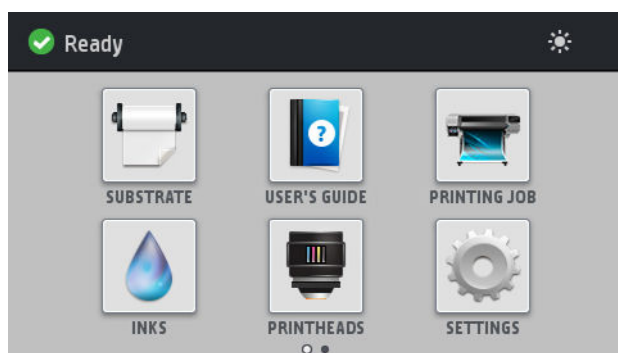 Ready
SUBSTRATE USER'S GUIDE PRINTING JOB
?
INKS PRINTHEADS SETTINGS